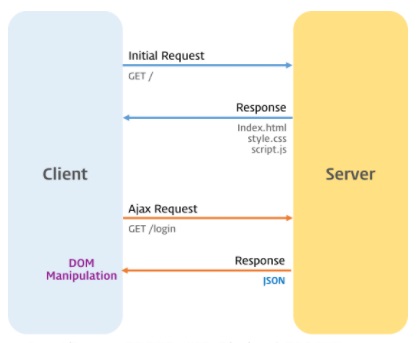 Initial Request
GET /
Response
Index.html
style.css
script.js
Client
Server
Ajax Request
GET /login
DOM
Manipulation
Response
JSON